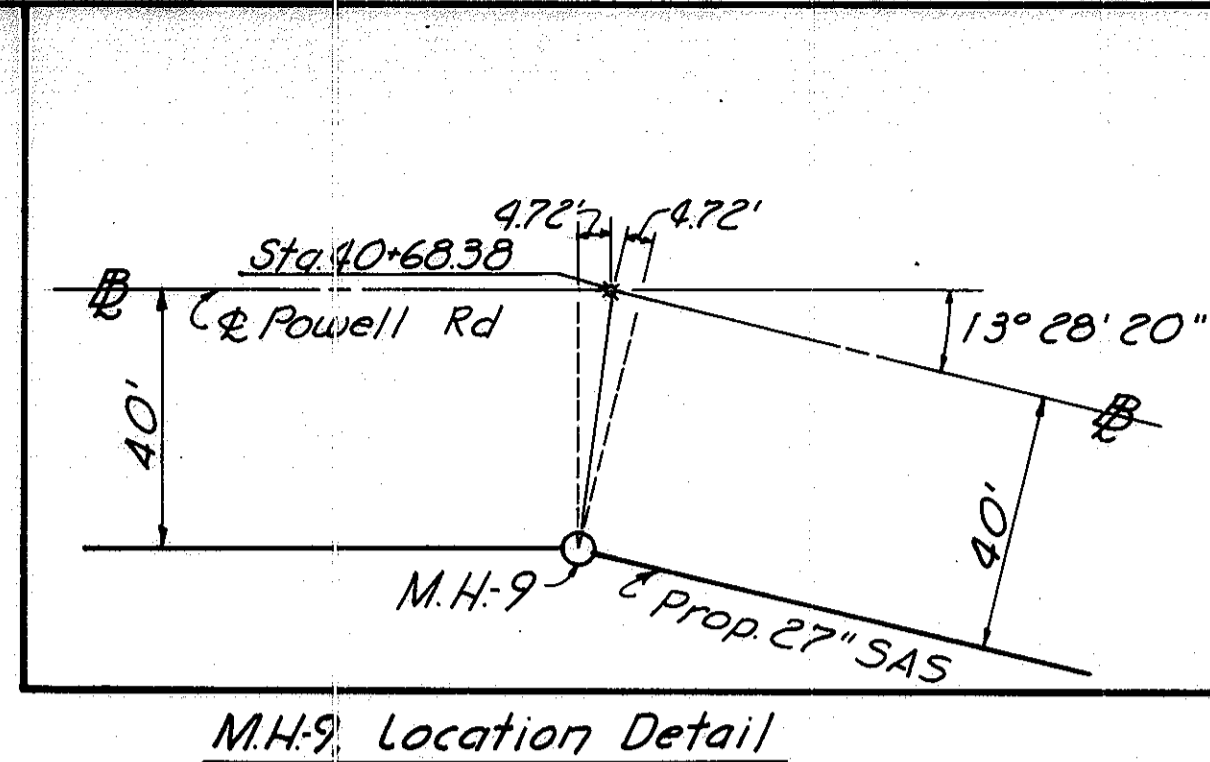 4.72'
4.72'
Sta. 40+68.38
B
℄ Powell Rd
13° 28' 20"
40'
B
40'
M.H.-9
℄ Prop. 27" SAS
M.H.-9 Location Detail